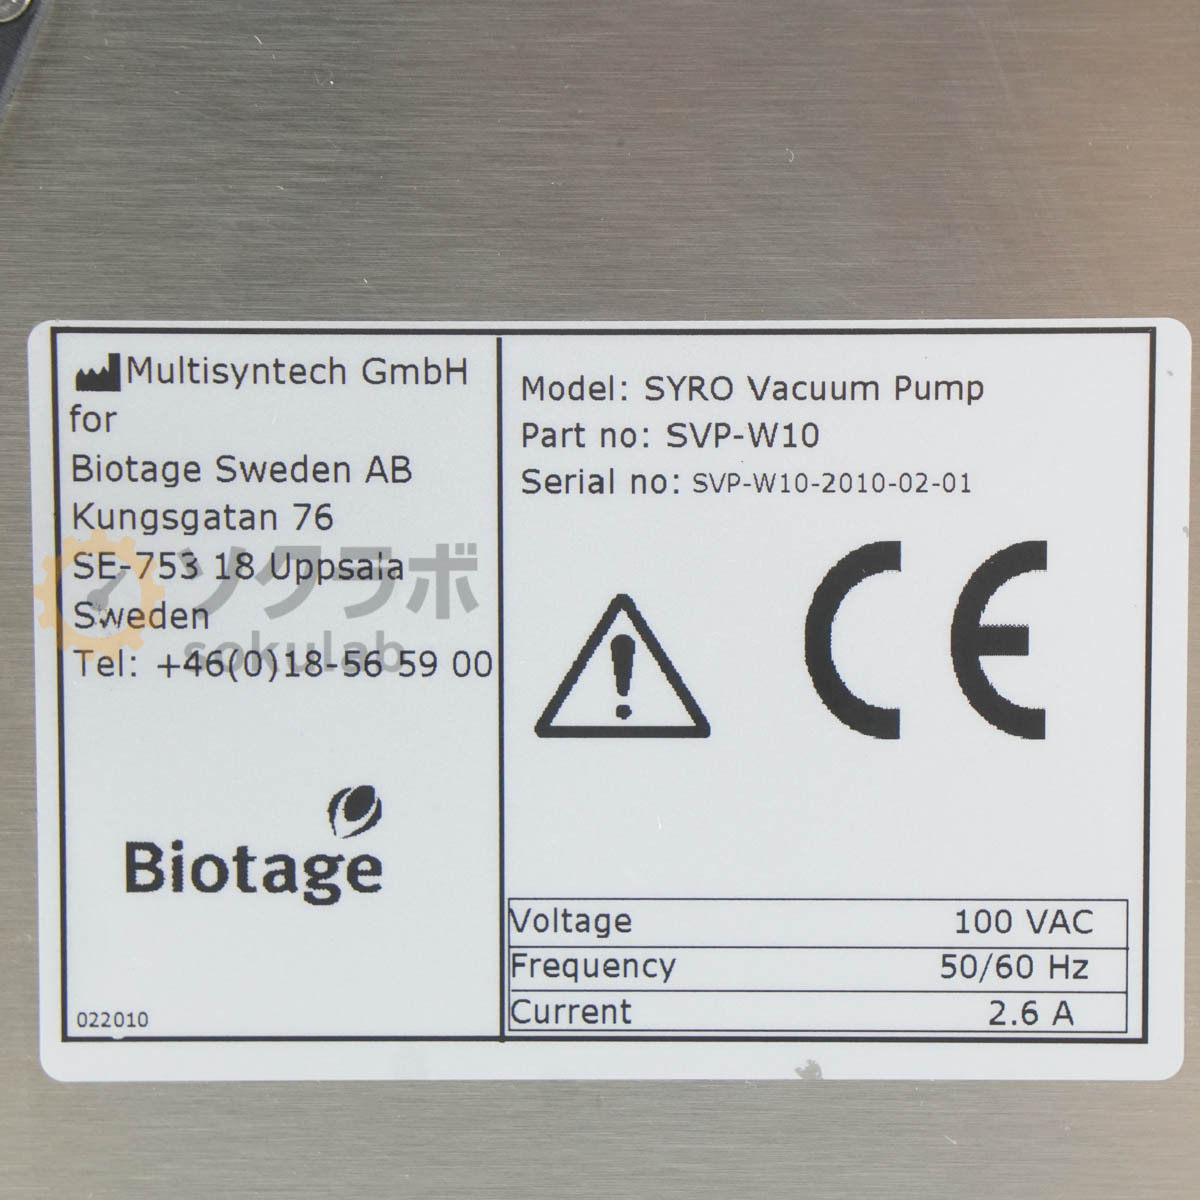 Multisyntech GmbH
for
Biotage Sweden AB
Kungsgatan 76
SE-753 18 Uppsala
Sweden
Tel: +46(0)18-56 59 00
ソクラボ
sokulab
Biotage
022010
Model: SYRO Vacuum Pump
Part no: SVP-W10
Serial no: SVP-W10-2010-02-01
CE
Voltage 100 VAC
Frequency 50/60 Hz
Current 2.6 A